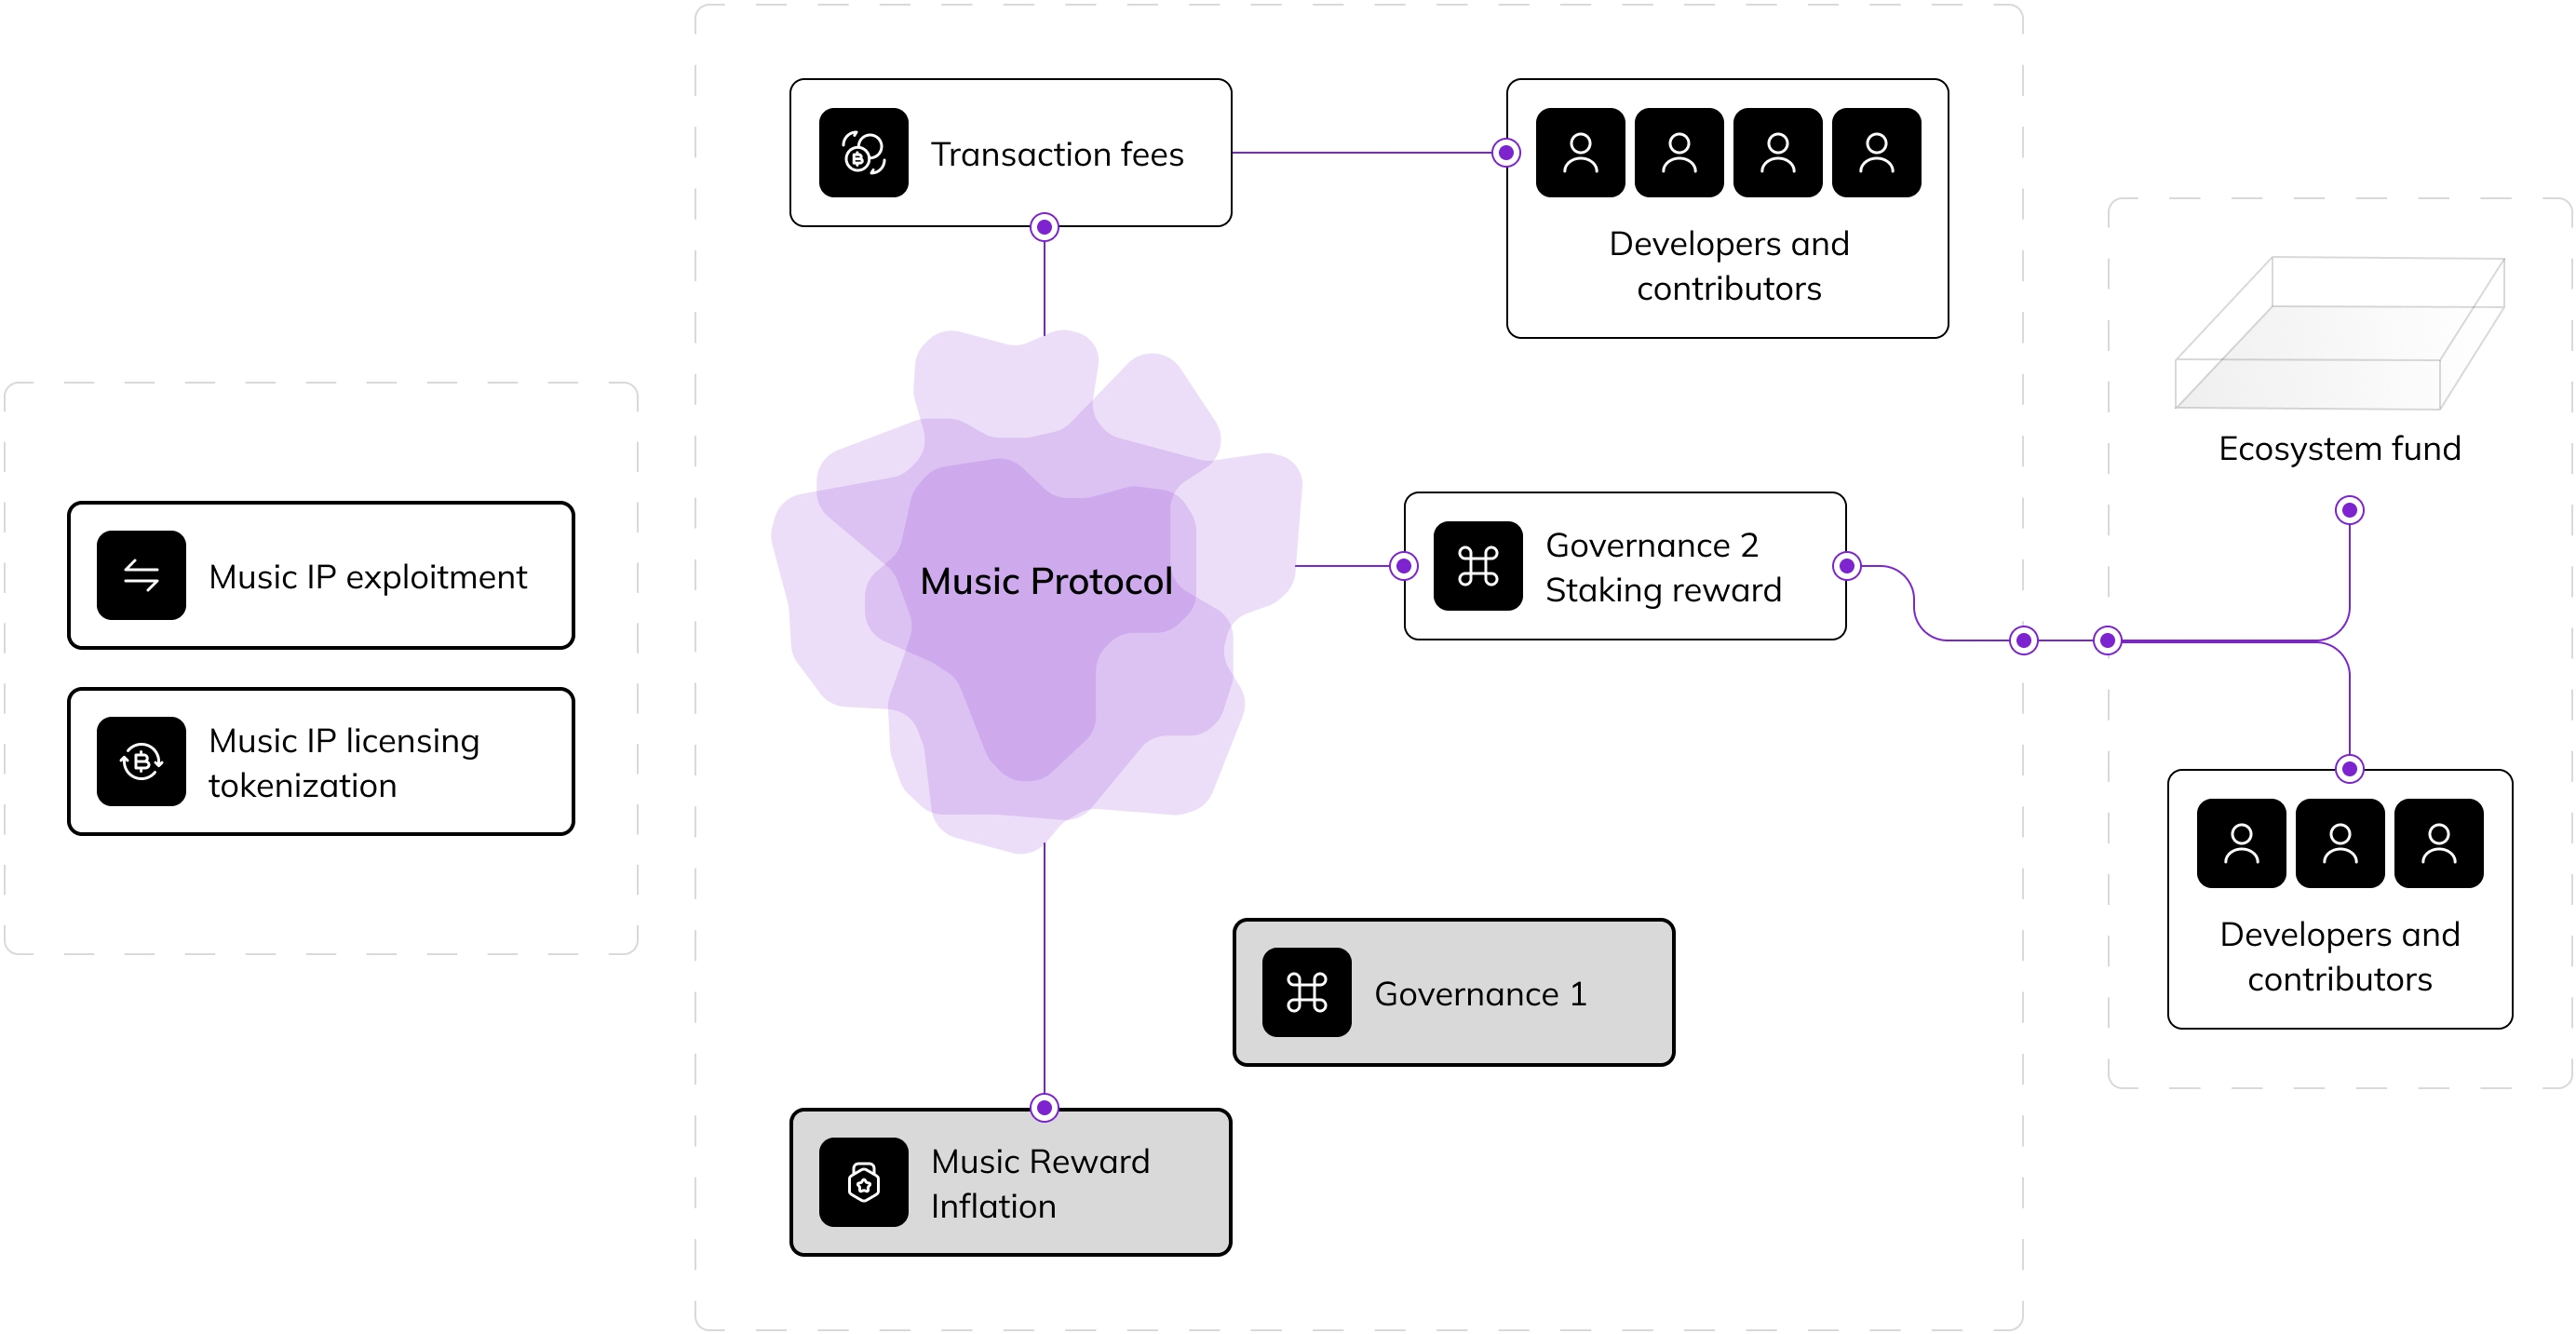 Transaction fees
Developers and
contributors
Music IP exploitment
Music IP licensing
tokenization
Music Protocol
Governance 2
Staking reward
Governance 1
Music Reward
Inflation
Ecosystem fund
Developers and
contributors